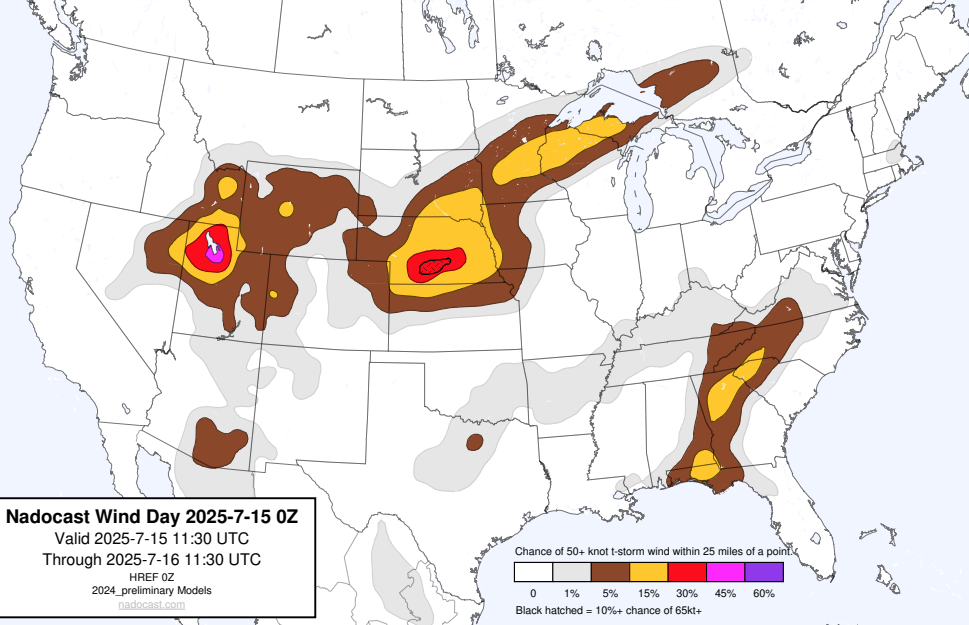 Nadocast Wind Day 2025-7-15 0Z
Valid 2025-7-15 11:30 UTC
Through 2025-7-16 11:30 UTC
HREF 0Z
2024_preliminary Models
nadocast.com
Chance of 50+ knot t-storm wind within 25 miles of a point.
0 1% 5% 15% 30% 45% 60%
Black hatched = 10%+ chance of 65kt+